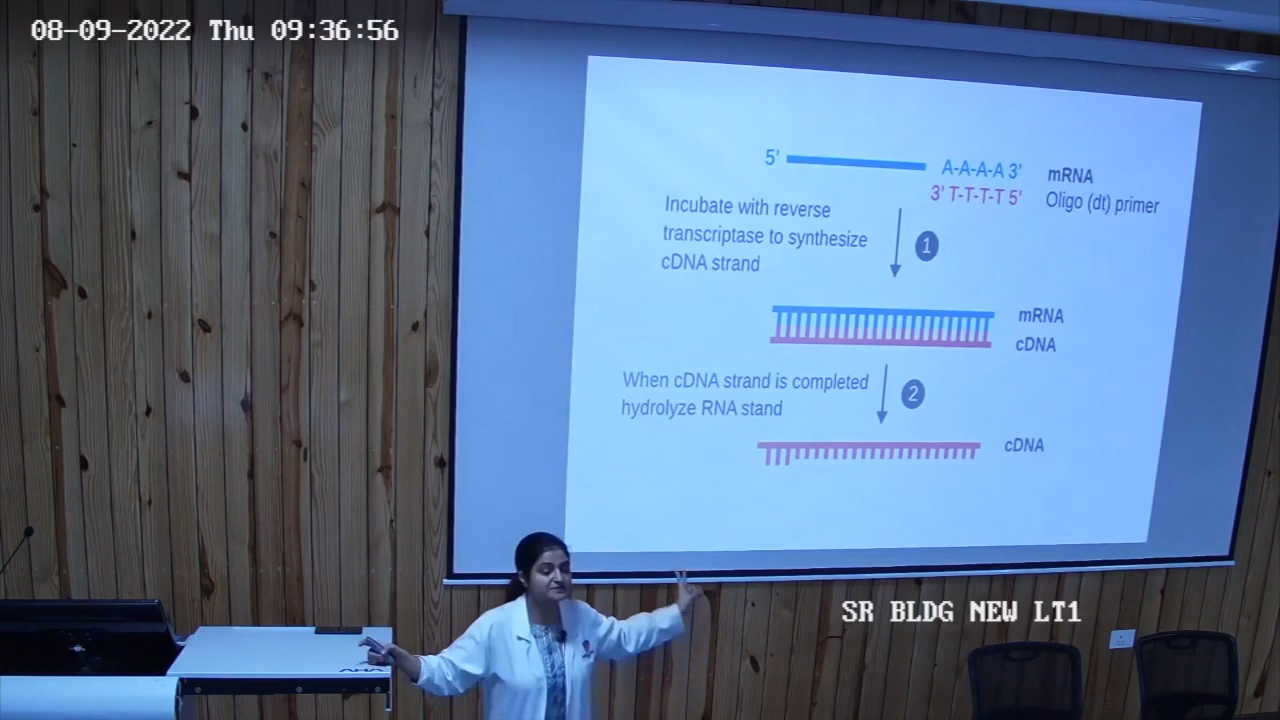 08-09-2022 Thu 09:36:56
5' A-A-A-A 3' mRNA
3' T-T-T-T 5' Oligo (dt) primer
Incubate with reverse
transcriptase to synthesize
cDNA strand
1
mRNA
cDNA
When cDNA strand is completed
hydrolyze RNA stand
2
cDNA
SR BLDG NEW LT1
AHA